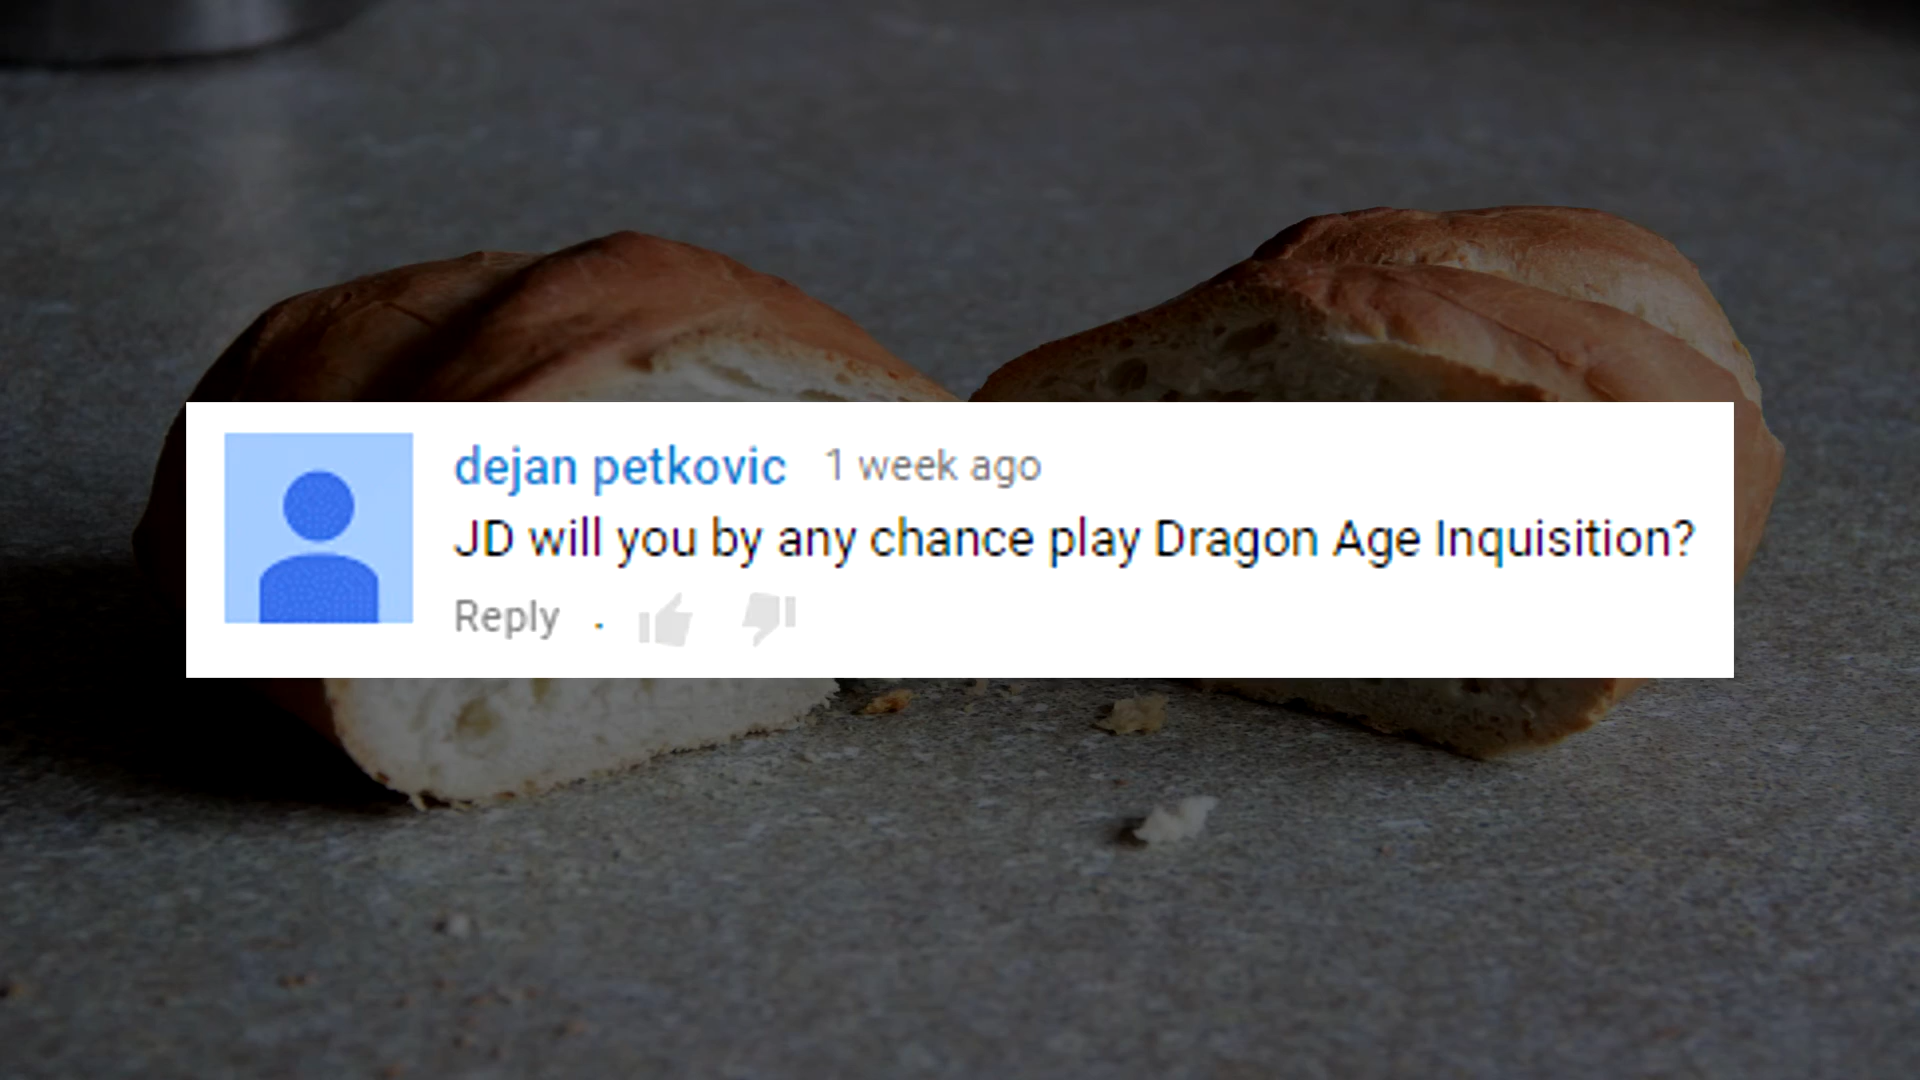 dejan petkovic 1 week ago
JD will you by any chance play Dragon Age Inquisition?
Reply .